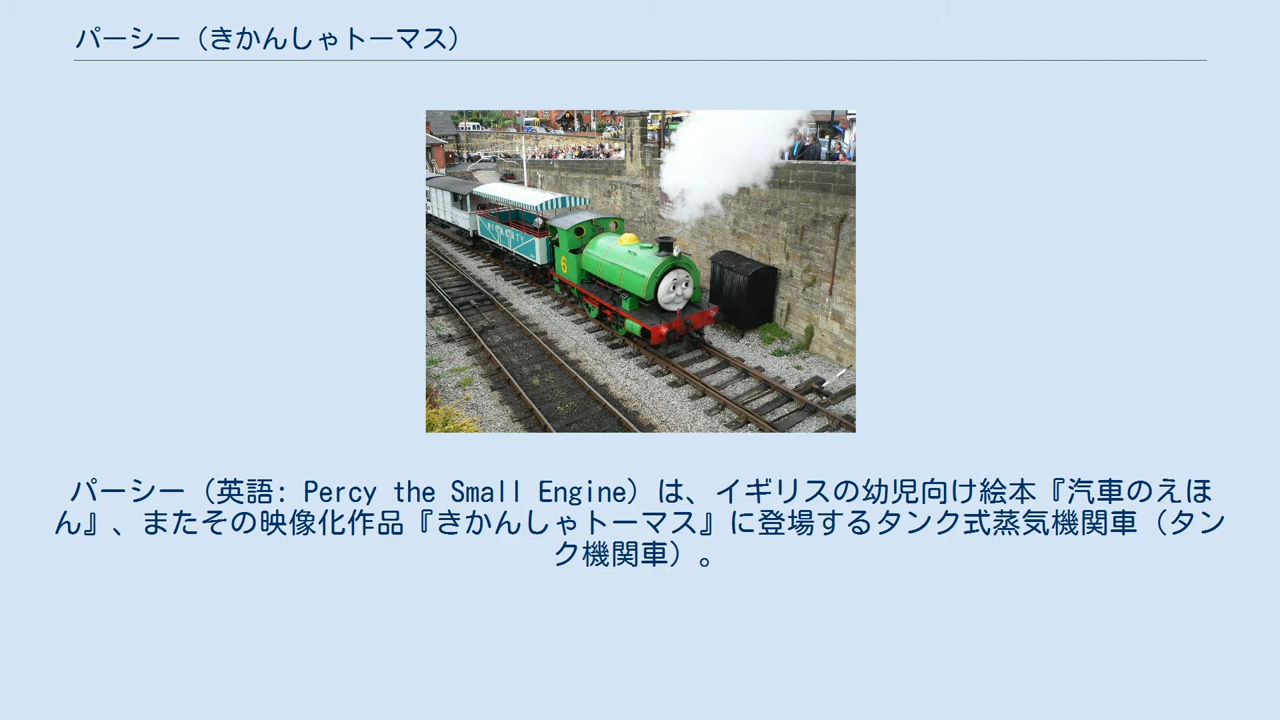 パーシー（きかんしゃトーマス）
6
パーシー（英語: Percy the Small Engine）は、イギリスの幼児向け絵本『汽車のえほ
ん』、またその映像化作品『きかんしゃトーマス』に登場するタンク式蒸気機関車（タン
ク機関車）。